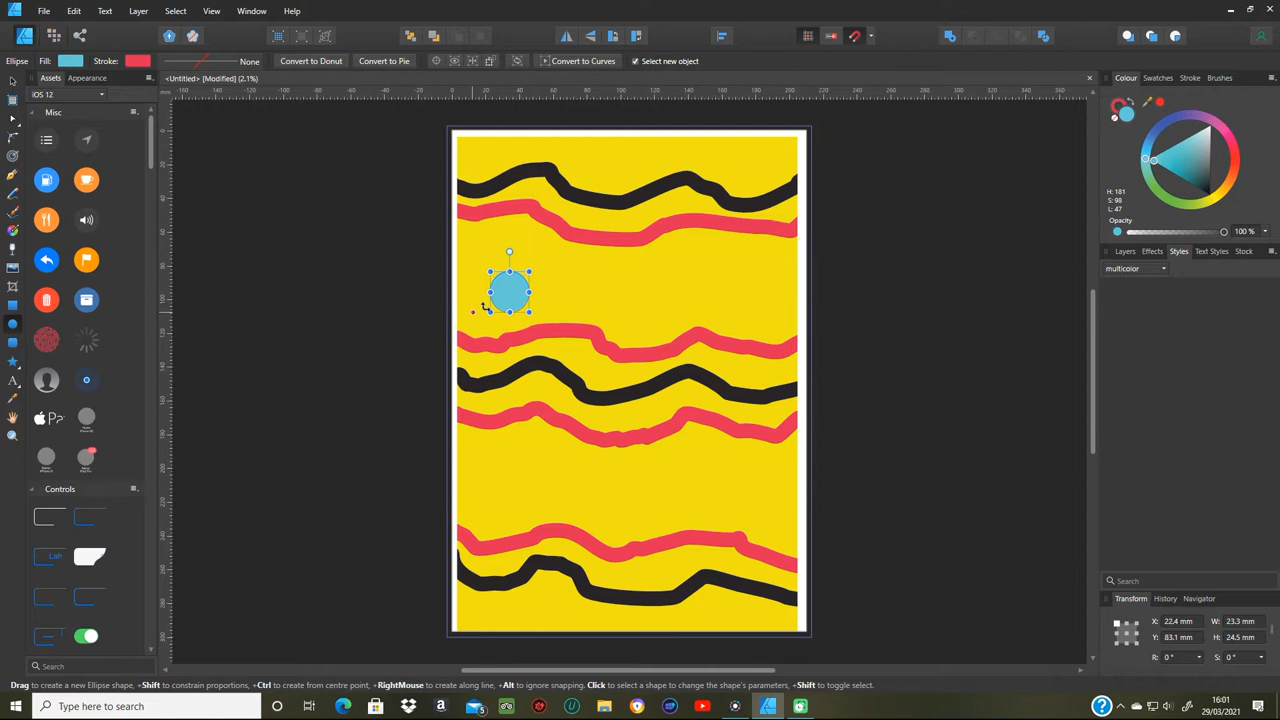 File Edit Text Layer Select View Window Help
Ellipse Fill: Stroke: None Convert to Donut Convert to Pie Convert to Curves Select new object
Assets Appearance
<Untitled> [Modified] (2.1%)
Colour Swatches Stroke Brushes
iOS 12
mm
Misc
H: 181
S: 98
L: 47
Opacity
100 %
Layers Effects Styles Text Styles Stock
multicolor
Controls
Search
Transform History Navigator
X: 22.4 mm W: 23.3 mm
Y: 83.1 mm H: 24.5 mm
R: 0 ° S: 0 °
Search
Drag to create a new Ellipse shape, +Shift to constrain proportions, +Ctrl to create from centre point, +RightMouse to create along line, +Alt to ignore snapping. Click to select a shape to change the shape's parameters, +Shift to toggle select.
Type here to search
16:01
29/03/2021